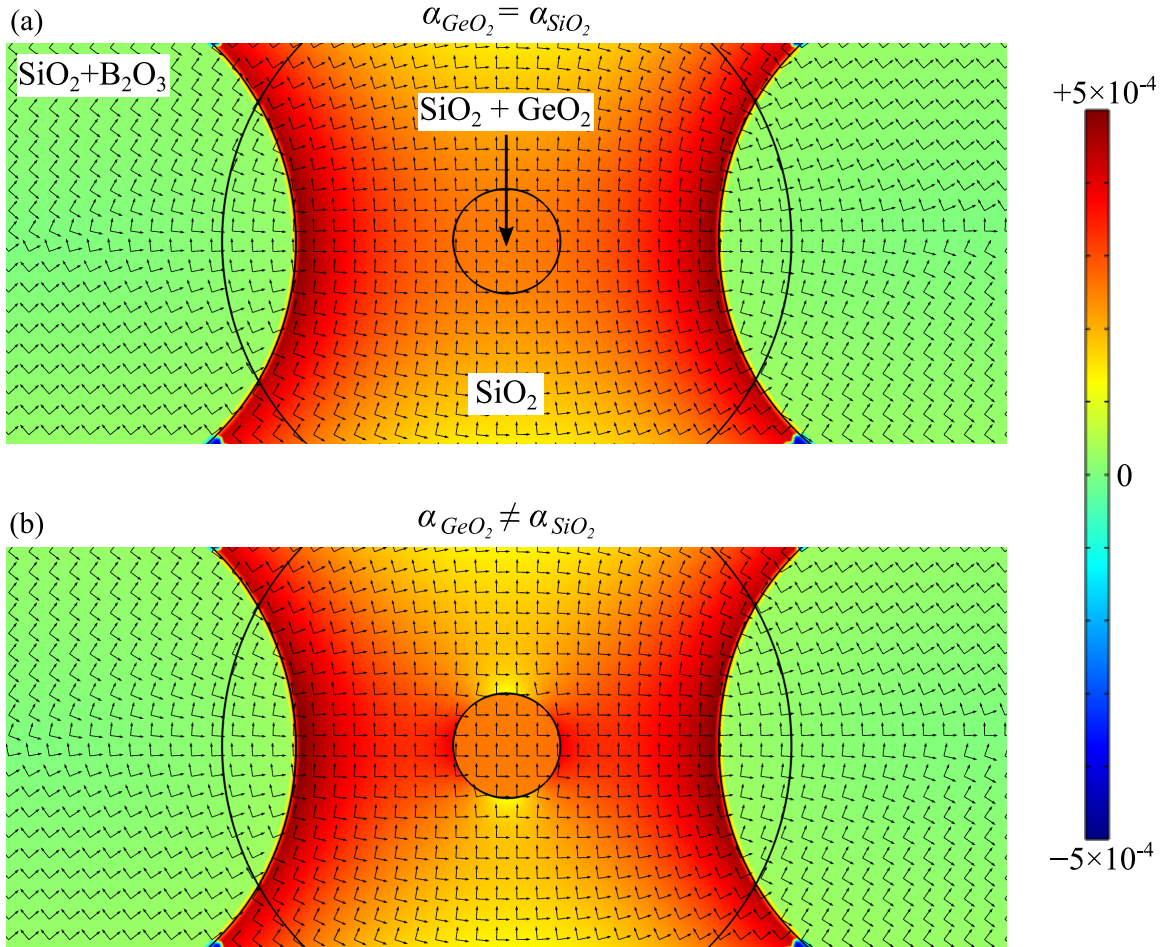 (a)
α_GeO₂ = α_SiO₂
SiO₂+B₂O₃
SiO₂ + GeO₂
SiO₂
+5×10⁻⁴
0
−5×10⁻⁴
(b)
α_GeO₂ ≠ α_SiO₂